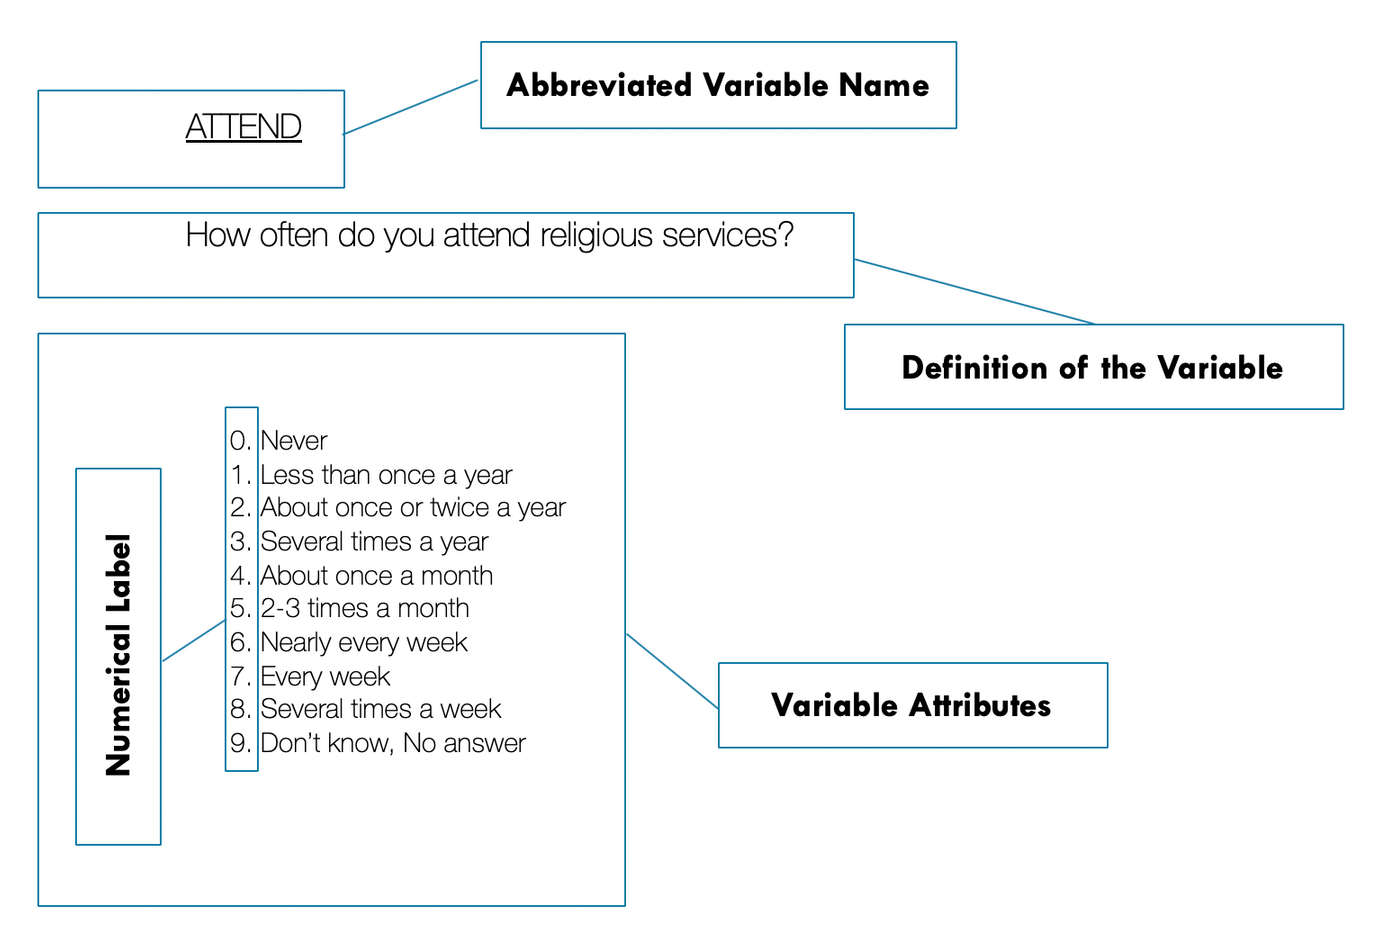 Abbreviated Variable Name
ATTEND
How often do you attend religious services?
Definition of the Variable
0. Never
1. Less than once a year
2. About once or twice a year
3. Several times a year
4. About once a month
5. 2-3 times a month
6. Nearly every week
7. Every week
8. Several times a week
9. Don't know, No answer
Numerical Label
Variable Attributes